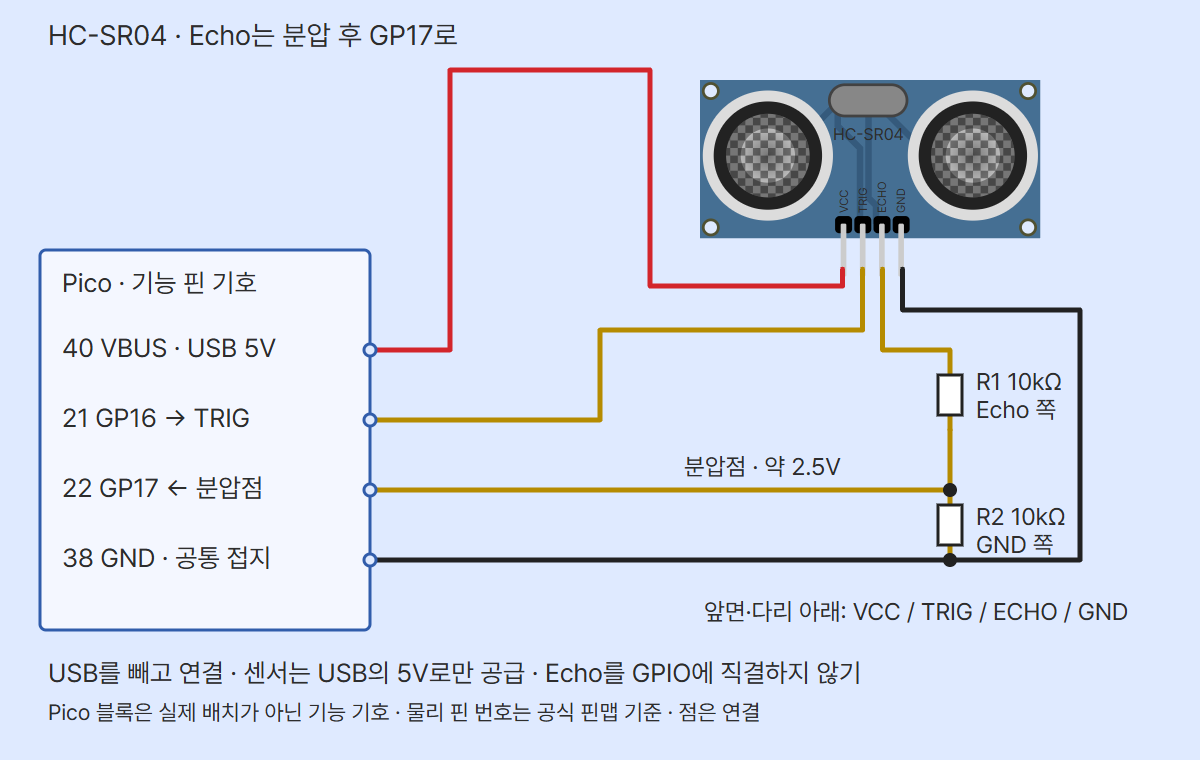 HC-SR04 · Echo는 분압 후 GP17로
HC-SR04
VCC
TRIG
ECHO
GND
Pico · 기능 핀 기호
40 VBUS · USB 5V
21 GP16 → TRIG
22 GP17 ← 분압점
38 GND · 공통 접지
R1 10kΩ
Echo 쪽
분압점 · 약 2.5V
R2 10kΩ
GND 쪽
앞면·다리 아래: VCC / TRIG / ECHO / GND
USB를 빼고 연결 · 센서는 USB의 5V로만 공급 · Echo를 GPIO에 직결하지 않기
Pico 블록은 실제 배치가 아닌 기능 기호 · 물리 핀 번호는 공식 핀맵 기준 · 점은 연결